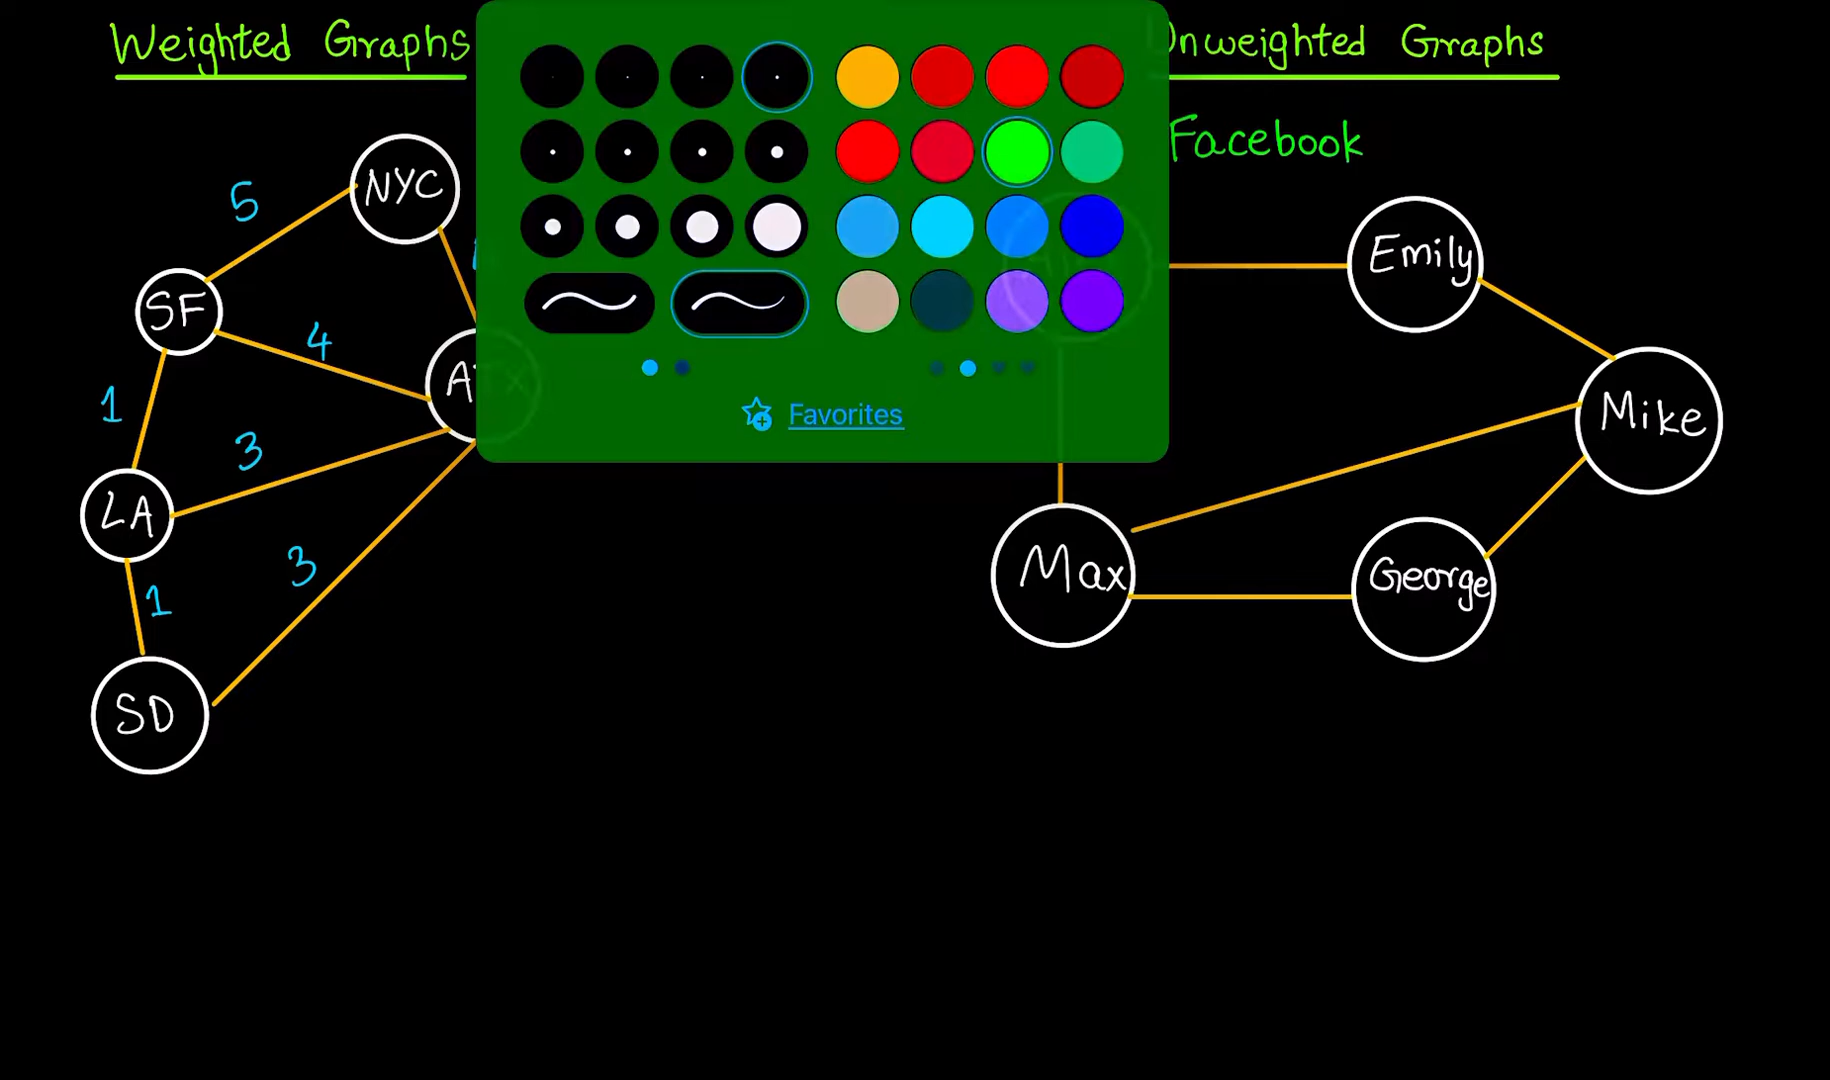 Weighted Graphs
Unweighted Graphs
Facebook
NYC
5
SF
4
1
3
LA
3
1
SD
Favorites
Emily
Mike
Max
George